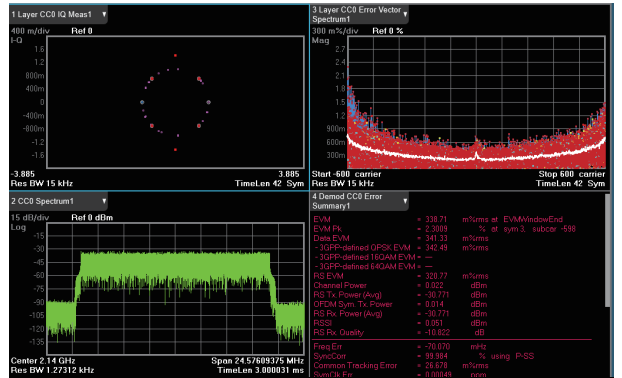 1 Layer CC0 IQ Meas1
400 m/div Ref 0
I-Q
1.6
1.2
800m
400m
0
-400m
-800m
-1.2
-1.6
-3.885 3.885
Res BW 15 kHz TimeLen 42 Sym
3 Layer CC0 Error Vector
Spectrum1
300 m%/div Ref 0 %
Mag
2.7
2.4
2.1
1.8
1.5
1.2
900m
600m
300m
Start -600 carrier Stop 600 carrier
Res BW 15 kHz TimeLen 42 Sym
2 CC0 Spectrum1
15 dB/div Ref 0 dBm
Log
-15
-30
-45
-60
-75
-90
-105
-120
-135
Center 2.14 GHz Span 24.57609375 MHz
Res BW 1.27312 kHz TimeLen 3.000031 ms
4 Demod CC0 Error
Summary1
EVM = 338.71 m%rms at EVMWindowEnd
EVM Pk = 2.3009 % at sym 3, subcar -598
Data EVM = 341.33 m%rms
- 3GPP-defined QPSK EVM = 342.49 m%rms
- 3GPP-defined 16QAM EVM = ---
- 3GPP-defined 64QAM EVM = ---
RS EVM = 320.77 m%rms
Channel Power = 0.022 dBm
RS Tx. Power (Avg) = -30.771 dBm
OFDM Sym. Tx. Power = 0.014 dBm
RS Rx. Power (Avg) = -30.771 dBm
RSSI = 0.051 dBm
RS Rx. Quality = -10.822 dB
Freq Err = -70.070 mHz
SyncCorr = 99.984 % using P-SS
Common Tracking Error = 26.678 m%rms
SymClk Err = 0.00049 ppm